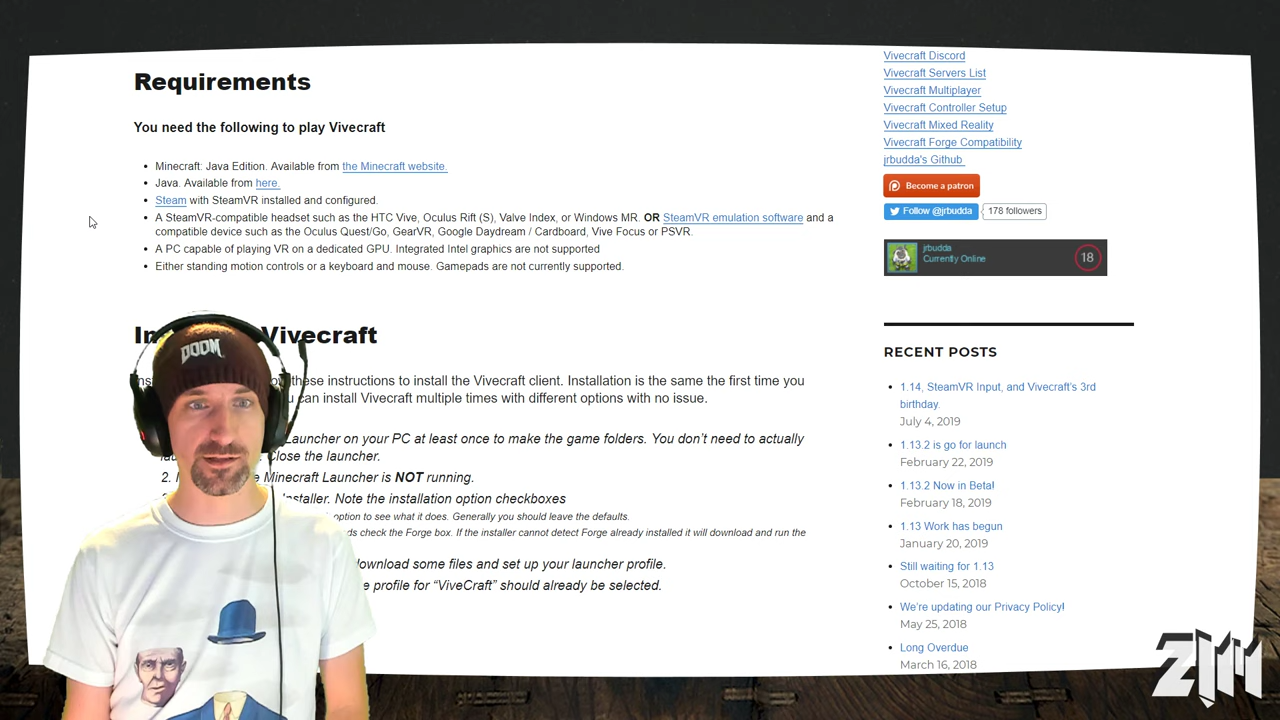 Requirements
You need the following to play Vivecraft
Minecraft: Java Edition. Available from the Minecraft website.
Java. Available from here.
Steam with SteamVR installed and configured.
A SteamVR-compatible headset such as the HTC Vive, Oculus Rift (S), Valve Index, or Windows MR. OR SteamVR emulation software and a
compatible device such as the Oculus Quest/Go, GearVR, Google Daydream / Cardboard, Vive Focus or PSVR.
A PC capable of playing VR on a dedicated GPU. Integrated Intel graphics are not supported
Either standing motion controls or a keyboard and mouse. Gamepads are not currently supported.
Vivecraft
these instructions to install the Vivecraft client. Installation is the same the first time you
can install Vivecraft multiple times with different options with no issue.
Launcher on your PC at least once to make the game folders. You don't need to actually
Close the launcher.
2. Minecraft Launcher is NOT running.
Installer. Note the installation option checkboxes
option to see what it does. Generally you should leave the defaults.
check the Forge box. If the installer cannot detect Forge already installed it will download and run the
download some files and set up your launcher profile.
profile for “ViveCraft” should already be selected.
DOOM
Vivecraft Discord
Vivecraft Servers List
Vivecraft Multiplayer
Vivecraft Controller Setup
Vivecraft Mixed Reality
Vivecraft Forge Compatibility
jrbudda's Github
Become a patron
Follow @jrbudda 178 followers
jrbudda
Currently Online
18
RECENT POSTS
1.14, SteamVR Input, and Vivecraft's 3rd
birthday.
July 4, 2019
1.13.2 is go for launch
February 22, 2019
1.13.2 Now in Beta!
February 18, 2019
1.13 Work has begun
January 20, 2019
Still waiting for 1.13
October 15, 2018
We're updating our Privacy Policy!
May 25, 2018
Long Overdue
March 16, 2018